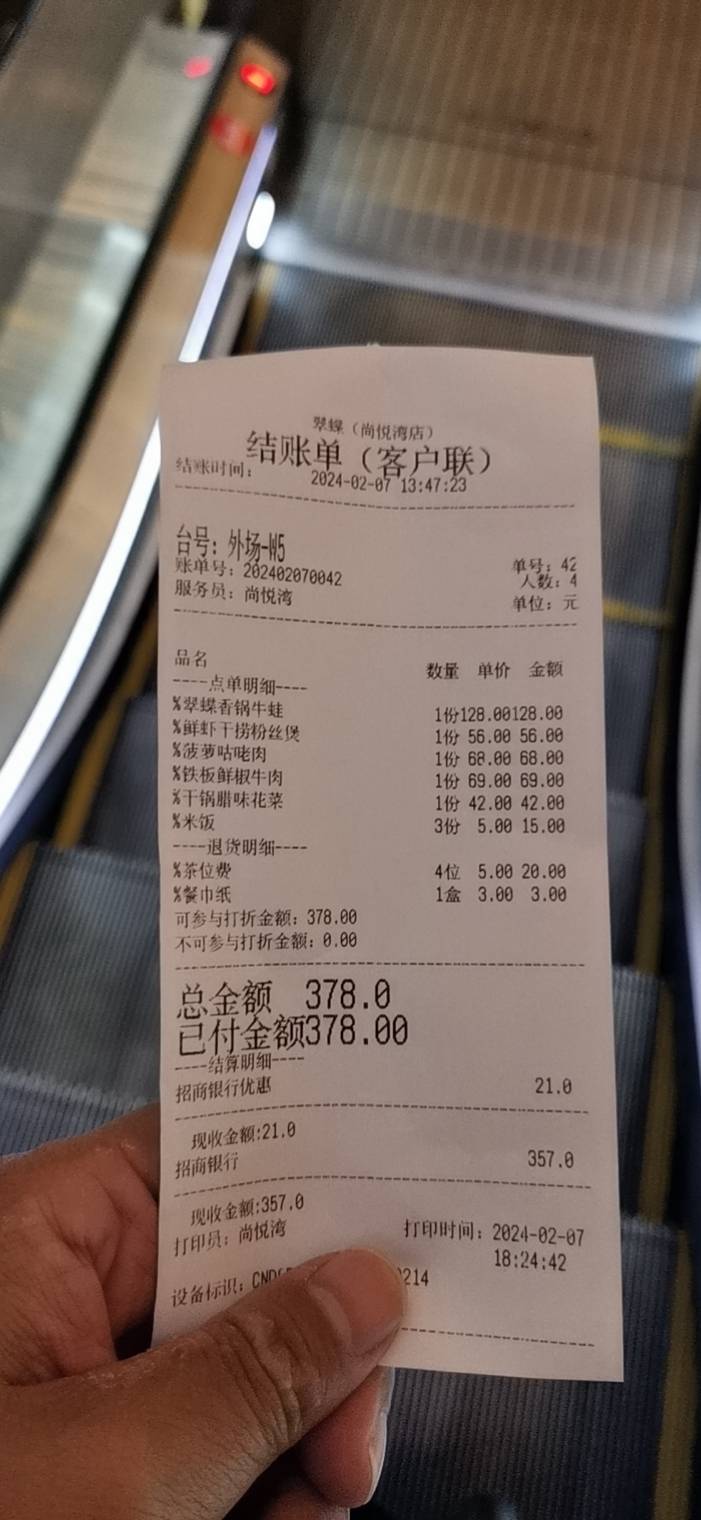 翠蝶（尚悦湾店）
结账单（客户联）
结账时间： 2024-02-07 13:47:23
台号：外场-W5
账单号：202402070042 单号：42
人数：4
服务员：尚悦湾 单位：元
品名 数量 单价 金额
----点单明细----
%翠蝶香锅牛蛙 1份128.00128.00
%鲜虾干捞粉丝煲 1份 56.00 56.00
%菠萝咕咾肉 1份 68.00 68.00
%铁板鲜椒牛肉 1份 69.00 69.00
%干锅腊味花菜 1份 42.00 42.00
%米饭 3份 5.00 15.00
----退货明细----
%茶位费 4位 5.00 20.00
%餐巾纸 1盒 3.00 3.00
可参与打折金额：378.00
不可参与打折金额：0.00
总金额 378.0
已付金额378.00
----结算明细----
招商银行优惠 21.0
现收金额:21.0
招商银行 357.0
现收金额:357.0
打印员：尚悦湾 打印时间：2024-02-07
18:24:42
设备标识：